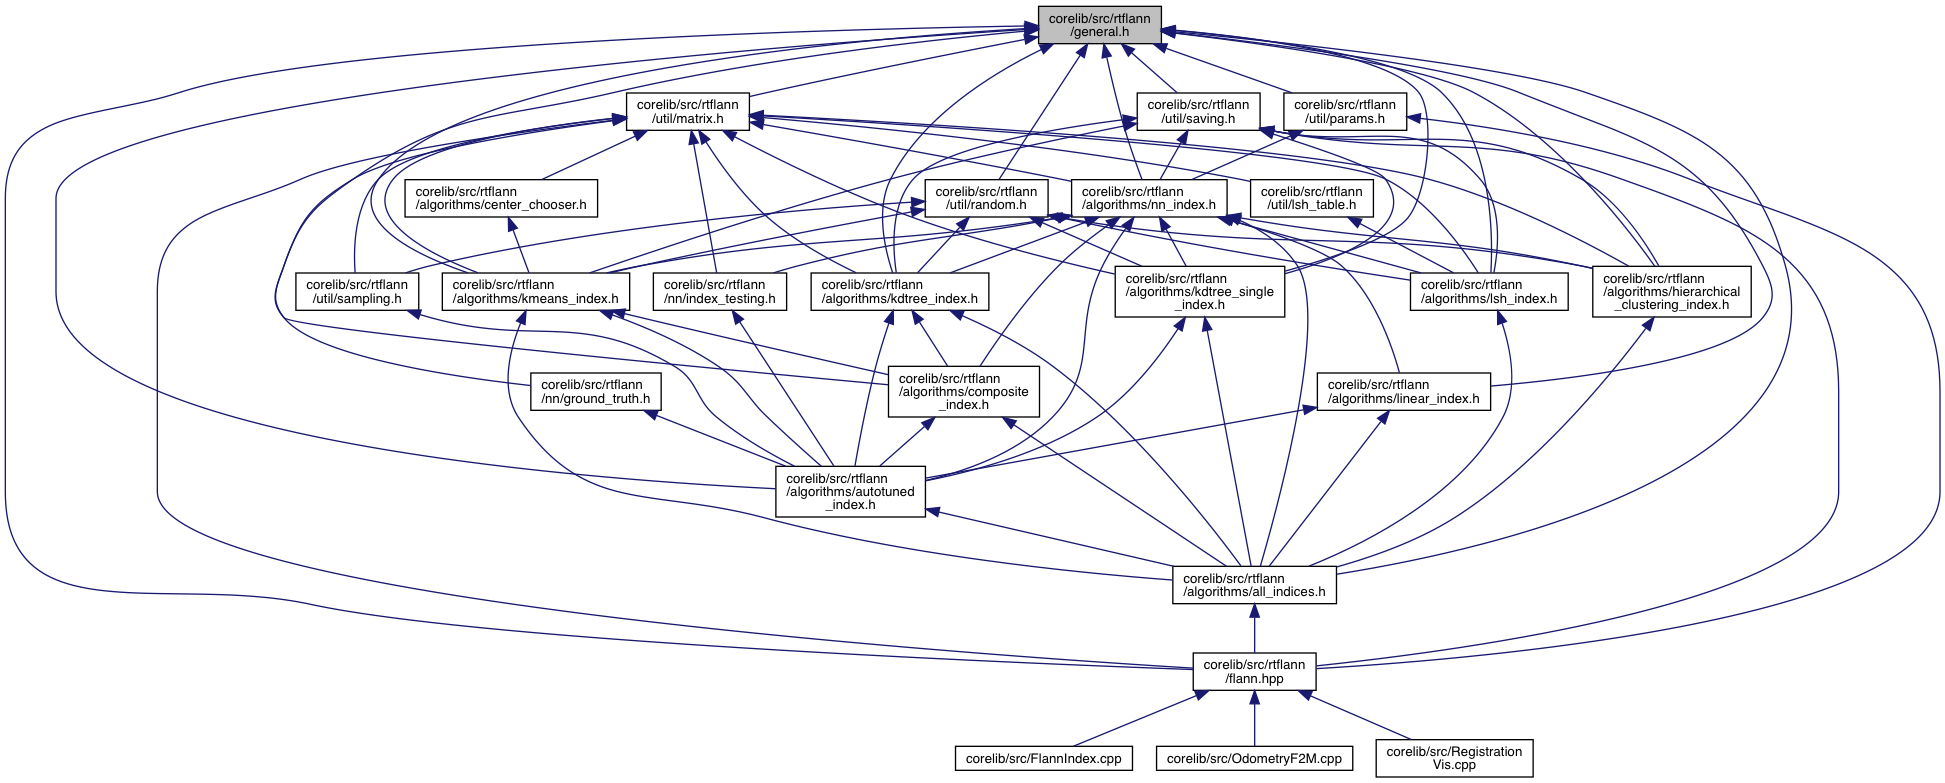 corelib/src/rtflann
/general.h
corelib/src/rtflann
/util/matrix.h
corelib/src/rtflann
/util/saving.h
corelib/src/rtflann
/util/params.h
corelib/src/rtflann
/algorithms/center_chooser.h
corelib/src/rtflann
/util/random.h
corelib/src/rtflann
/algorithms/nn_index.h
corelib/src/rtflann
/util/lsh_table.h
corelib/src/rtflann
/util/sampling.h
corelib/src/rtflann
/algorithms/kmeans_index.h
corelib/src/rtflann
/nn/index_testing.h
corelib/src/rtflann
/algorithms/kdtree_index.h
corelib/src/rtflann
/algorithms/kdtree_single
_index.h
corelib/src/rtflann
/algorithms/lsh_index.h
corelib/src/rtflann
/algorithms/hierarchical
_clustering_index.h
corelib/src/rtflann
/nn/ground_truth.h
corelib/src/rtflann
/algorithms/composite
_index.h
corelib/src/rtflann
/algorithms/linear_index.h
corelib/src/rtflann
/algorithms/autotuned
_index.h
corelib/src/rtflann
/algorithms/all_indices.h
corelib/src/rtflann
/flann.hpp
corelib/src/FlannIndex.cpp
corelib/src/OdometryF2M.cpp
corelib/src/Registration
Vis.cpp